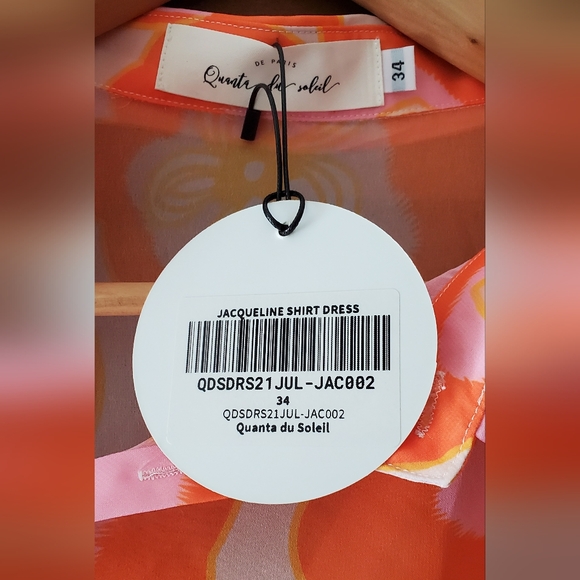 DE PARIS
Quanta du soleil
34
JACQUELINE SHIRT DRESS
QDSDRS21JUL-JAC002
34
QDSDRS21JUL-JAC002
Quanta du Soleil